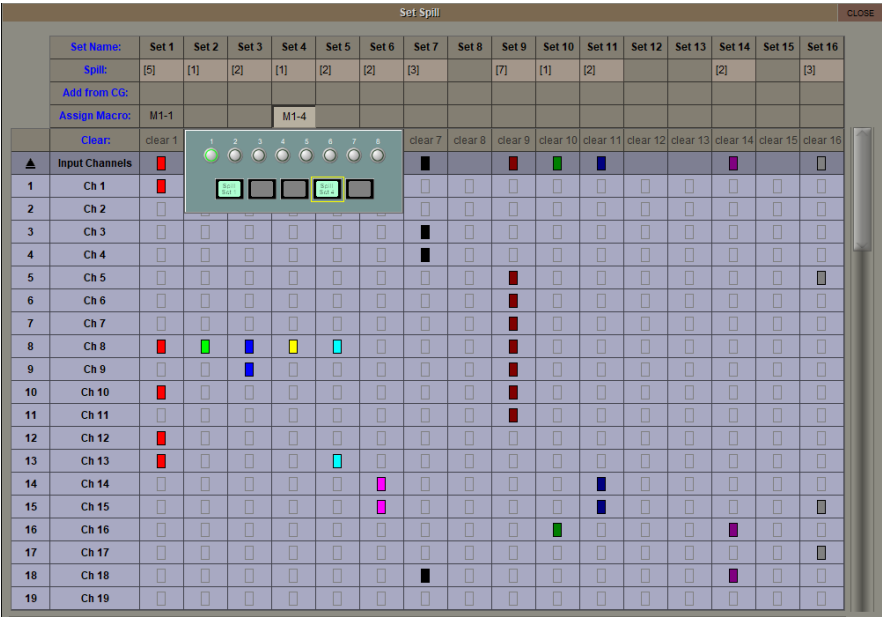 Set Spill
CLOSE
Set Name: Set 1 Set 2 Set 3 Set 4 Set 5 Set 6 Set 7 Set 8 Set 9 Set 10 Set 11 Set 12 Set 13 Set 14 Set 15 Set 16
Spill: [5] [1] [2] [1] [2] [2] [3] [7] [1] [2] [2] [3]
Add from CG:
Assign Macro: M1-1 M1-4
Clear: clear 1 clear 7 clear 8 clear 9 clear 10 clear 11 clear 12 clear 13 clear 14 clear 15 clear 16
1 2 3 4 5 6 7 8
Input Channels
Spill Set 1 Spill Set 4
1 Ch 1
2 Ch 2
3 Ch 3
4 Ch 4
5 Ch 5
6 Ch 6
7 Ch 7
8 Ch 8
9 Ch 9
10 Ch 10
11 Ch 11
12 Ch 12
13 Ch 13
14 Ch 14
15 Ch 15
16 Ch 16
17 Ch 17
18 Ch 18
19 Ch 19